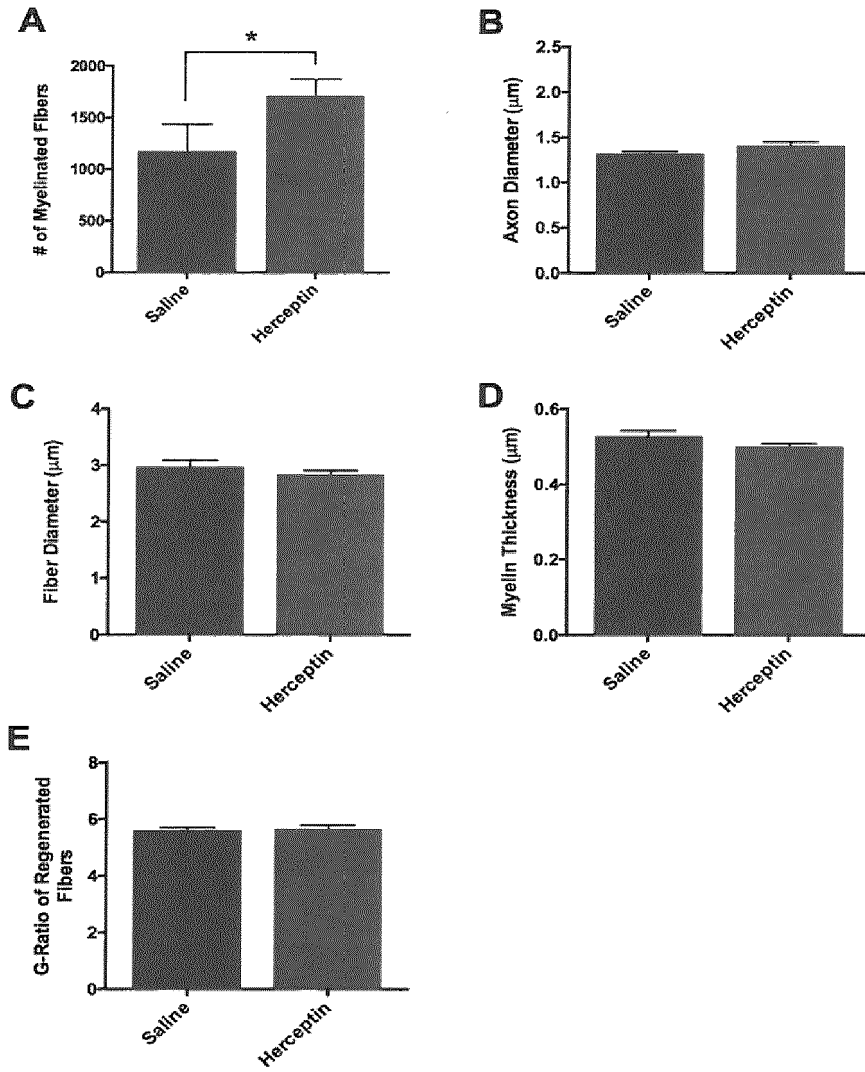 A
*
# of Myelinated Fibers
2000
1500
1000
500
0
Saline
Herceptin
B
Axon Diameter (μm)
2.5
2.0
1.5
1.0
0.5
0.0
Saline
Herceptin
C
Fiber Diameter (μm)
4
3
2
1
0
Saline
Herceptin
D
Myelin Thickness (μm)
0.6
0.4
0.2
0.0
Saline
Herceptin
E
G-Ratio of Regenerated
Fibers
8
6
4
2
0
Saline
Herceptin